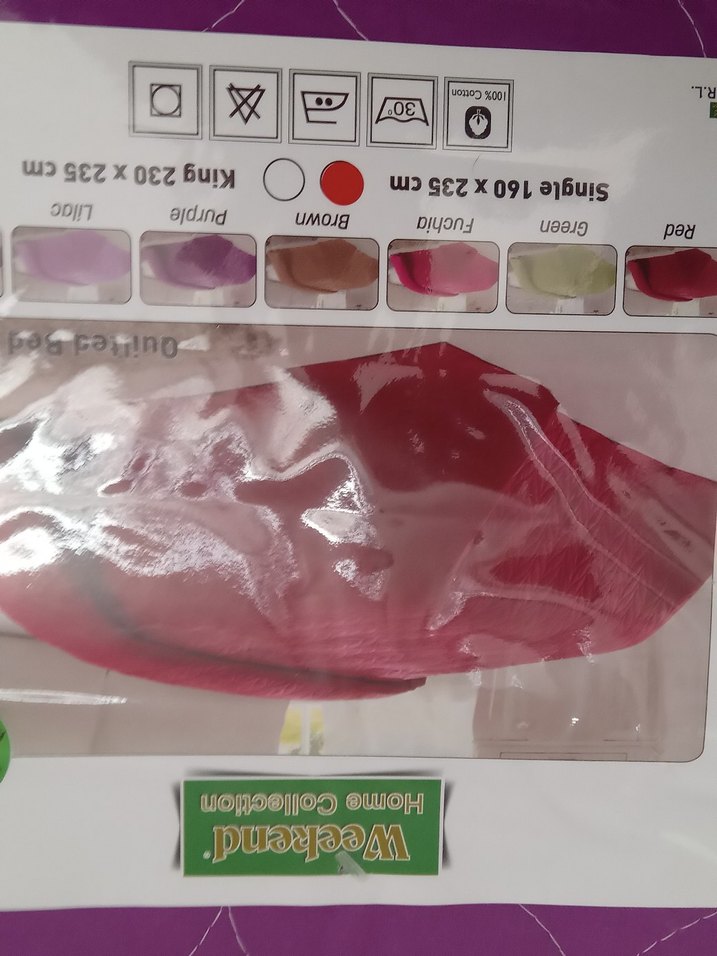 Weekend®
Home Collection
Quilted Red
Red Green Fuchia Brown Purple Lilac
Single 160 x 235 cm King 230 x 235 cm
100% Cotton
30°
R.L.